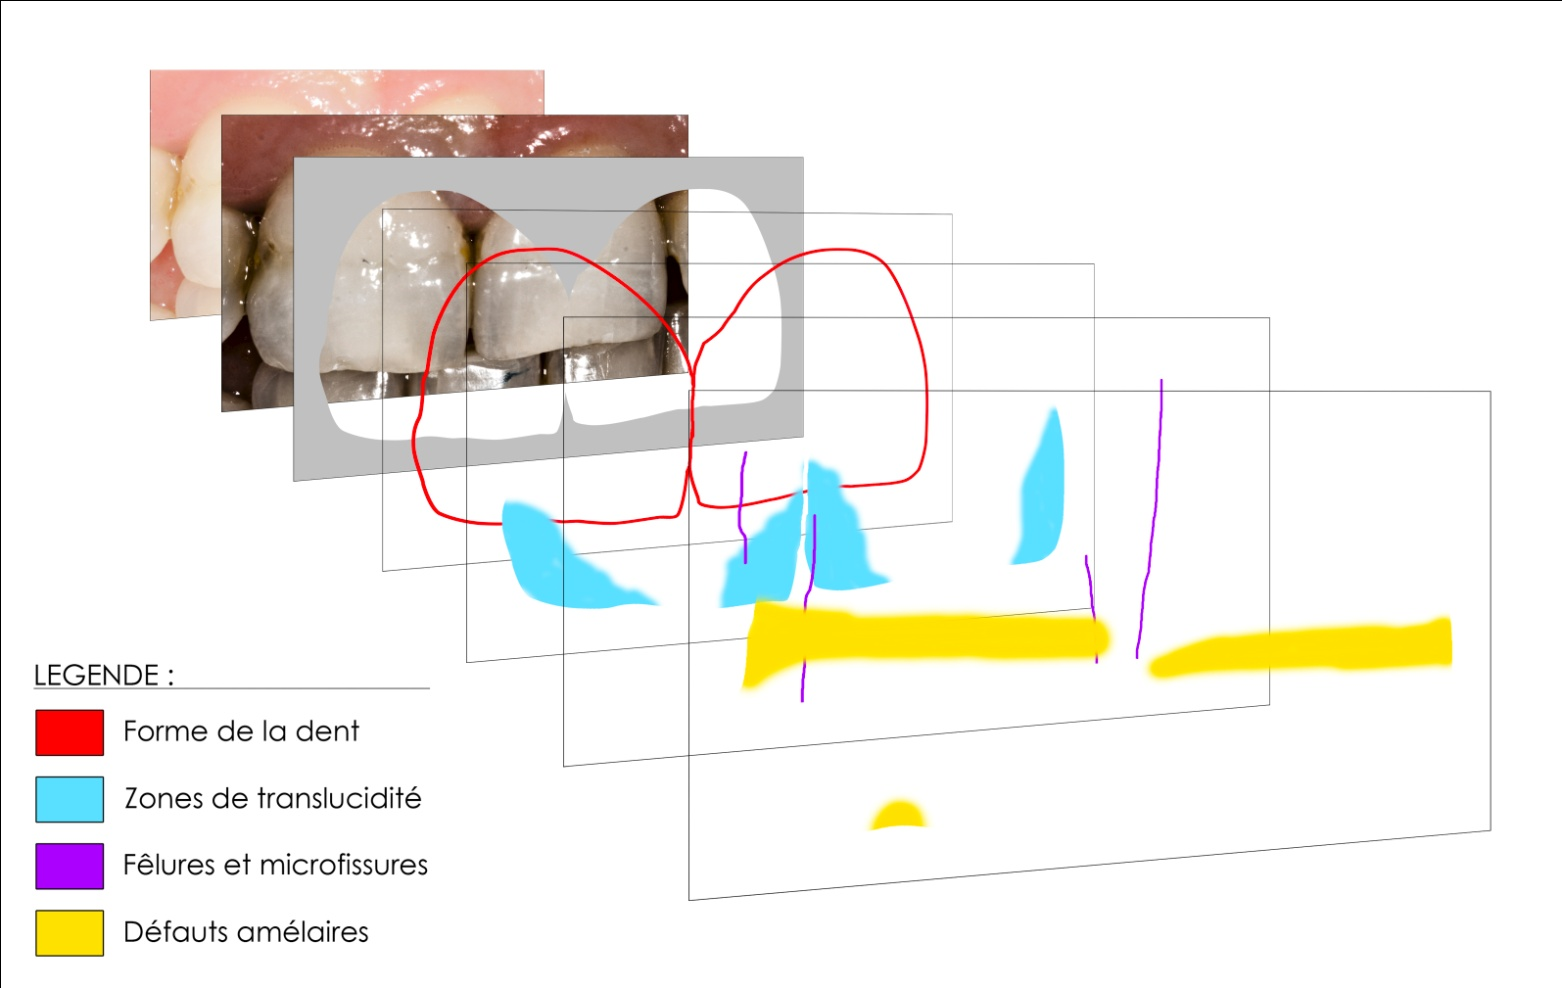 LEGENDE :
Forme de la dent
Zones de translucidité
Fêlures et microfissures
Défauts amélaires